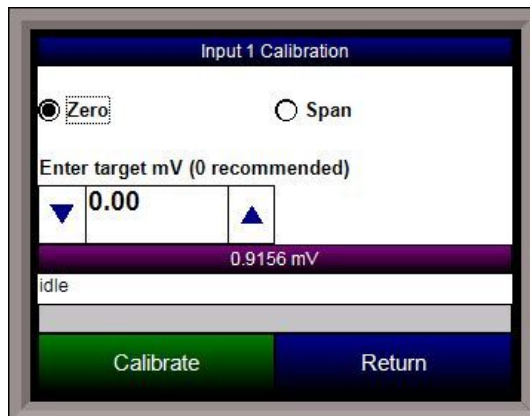 Input 1 Calibration
Zero Span
Enter target mV (0 recommended)
0.00
0.9156 mV
idle
Calibrate Return